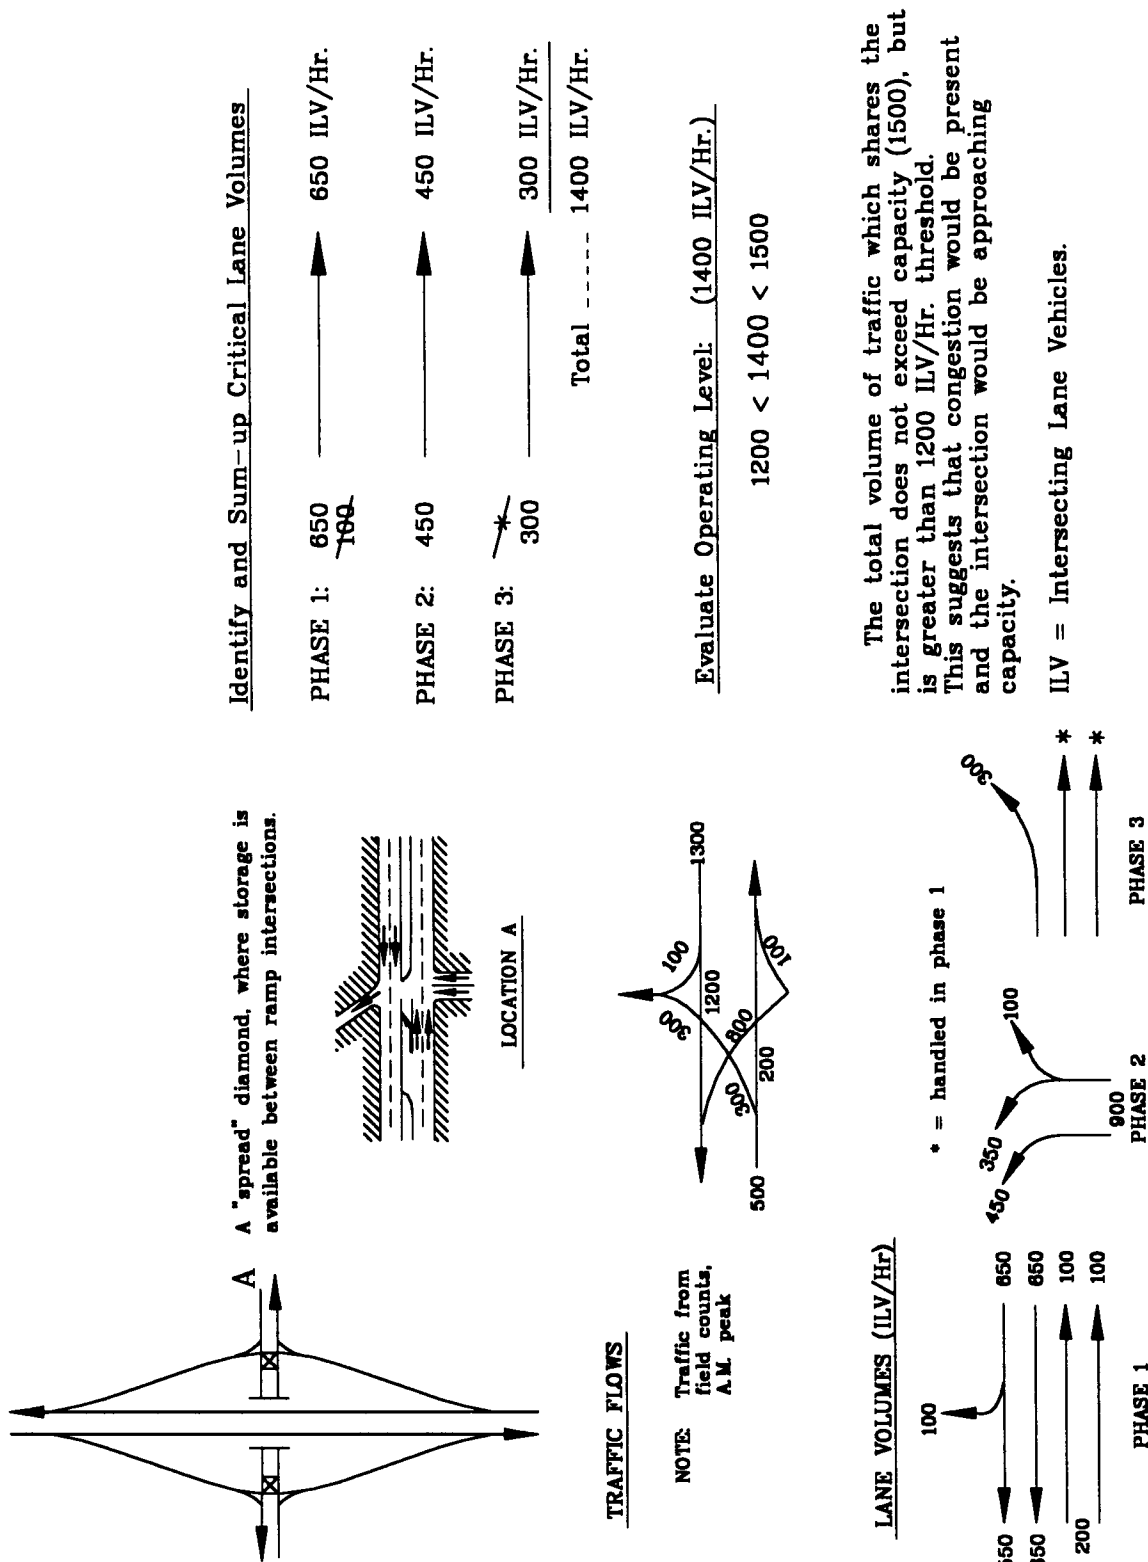 A
A "spread" diamond, where storage is
available between ramp intersections.
LOCATION A
TRAFFIC FLOWS
NOTE: Traffic from
field counts,
A.M. peak
500
300
200
300
800
1200
100
100
1300
LANE VOLUMES (ILV/Hr)
* = handled in phase 1
100
650
650
100
100
200
PHASE 1
450
350
100
900
PHASE 2
300
*
*
PHASE 3
Identify and Sum-up Critical Lane Volumes
PHASE 1: 650 650 ILV/Hr.
100
PHASE 2: 450 450 ILV/Hr.
PHASE 3: *
300 300 ILV/Hr.
Total ----- 1400 ILV/Hr.
Evaluate Operating Level: (1400 ILV/Hr.)
1200 < 1400 < 1500
The total volume of traffic which shares the
intersection does not exceed capacity (1500), but
is greater than 1200 ILV/Hr. threshold.
This suggests that congestion would be present
and the intersection would be approaching
capacity.
ILV = Intersecting Lane Vehicles.